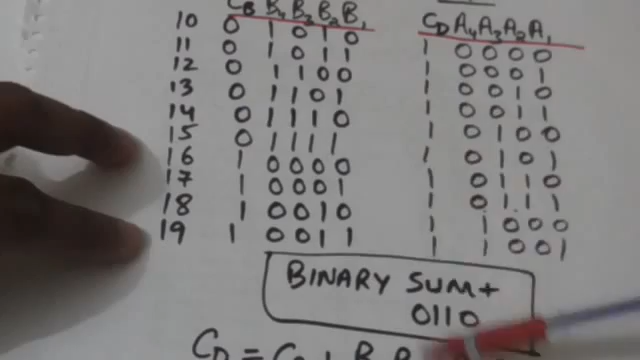 C_B B_4 B_3 B_2 B_1 C_D A_4 A_3 A_2 A_1
10 0 1 0 1 0 1 0 0 0 0
11 0 1 0 1 1 1 0 0 0 1
12 0 1 1 0 0 1 0 0 1 0
13 0 1 1 0 1 1 0 0 1 1
14 0 1 1 1 0 1 0 1 0 0
15 0 1 1 1 1 1 0 1 0 1
16 1 0 0 0 0 1 0 1 1 0
17 1 0 0 0 1 1 0 1 1 1
18 1 0 0 1 0 1 1 0 0 0
19 1 0 0 1 1 1 1 0 0 1
BINARY SUM +
0110
C_D =